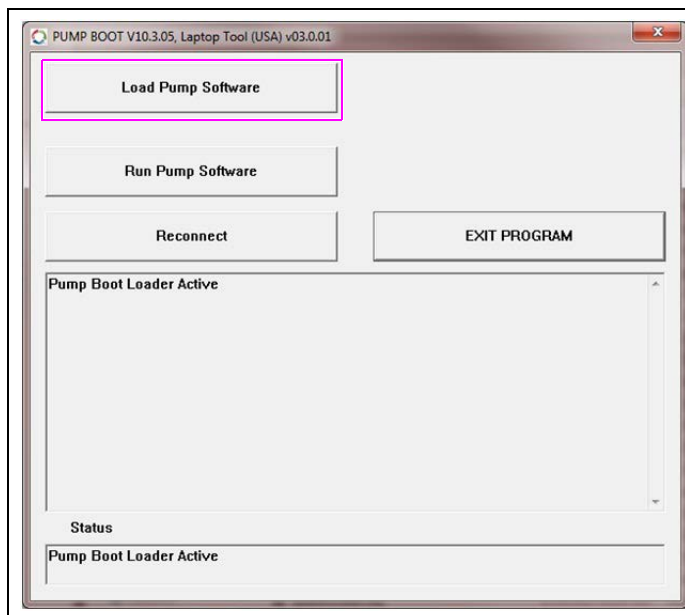 PUMP BOOT V10.3.05, Laptop Tool (USA) v03.0.01
Load Pump Software
Run Pump Software
Reconnect
EXIT PROGRAM
Pump Boot Loader Active
Status
Pump Boot Loader Active